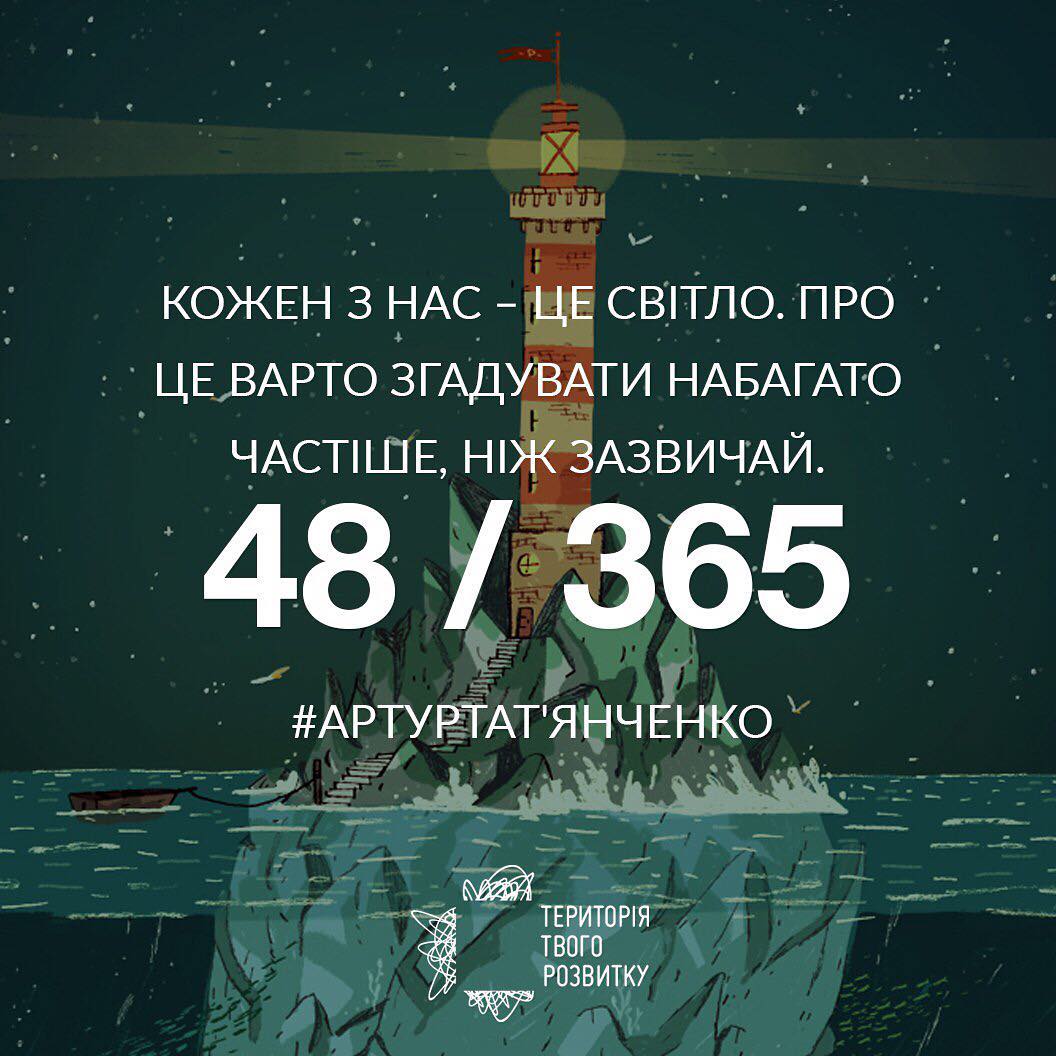 КОЖЕН З НАС – ЦЕ СВІТЛО. ПРО
ЦЕ ВАРТО ЗГАДУВАТИ НАБАГАТО
ЧАСТІШЕ, НІЖ ЗАЗВИЧАЙ.
48 / 365
#АРТУРТАТ'ЯНЧЕНКО
ТЕРИТОРІЯ
ТВОГО
РОЗВИТКУ